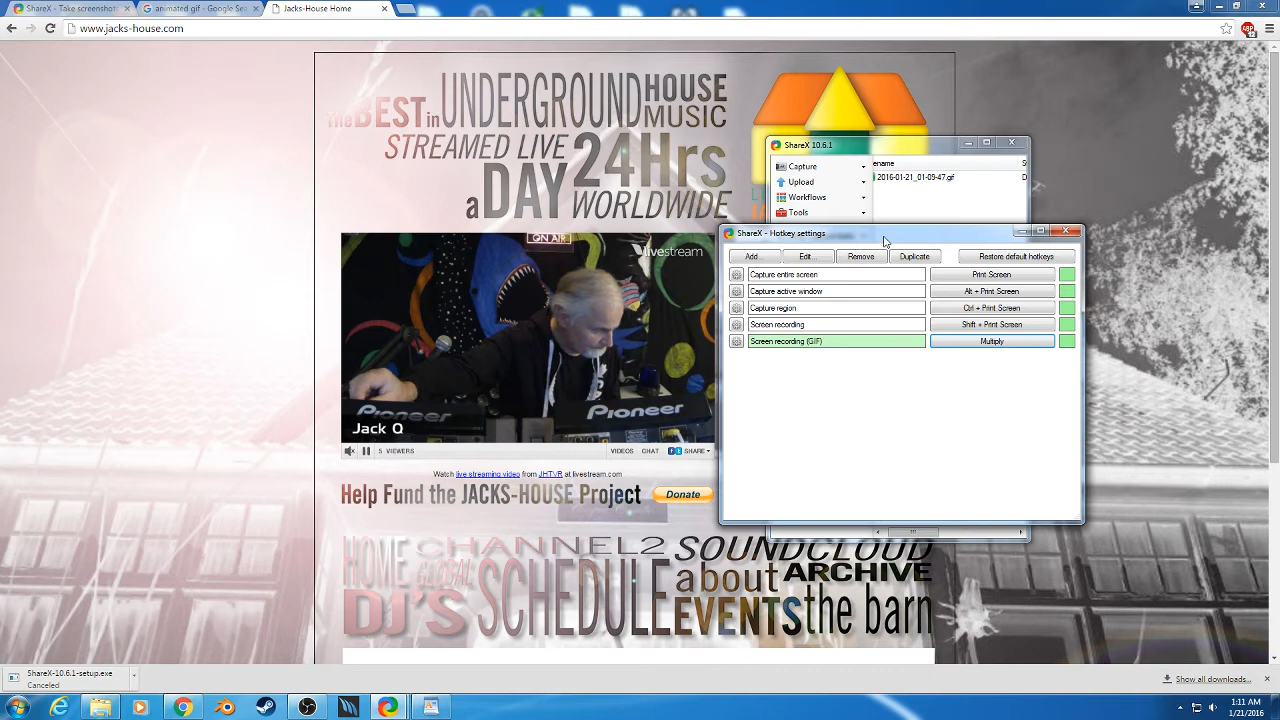 ShareX - Take screenshots
animated gif - Google Sea
Jacks-House Home
www.jacks-house.com
ABP
The BEST in UNDERGROUND HOUSE MUSIC
STREAMED LIVE 24Hrs
a DAY WORLDWIDE
ON AIR
livestream
Pioneer
Pioneer
Jack Q
5 VIEWERS
VIDEOS CHAT SHARE
Watch live streaming video from JHTVR at livestream.com
Help Fund the JACKS-HOUSE Project
Donate
HOME CHANNEL2 SOUNDCLOUD
GLOBAL DJ'S SCHEDULE about ARCHIVE
EVENTS the barn
ShareX 10.6.1
Capture
Upload
Workflows
Tools
ename
S
2016-01-21_01-09-47.gif
D
ShareX - Hotkey settings
Add... Edit... Remove Duplicate Restore default hotkeys
Capture entire screen Print Screen
Capture active window Alt + Print Screen
Capture region Ctrl + Print Screen
Screen recording Shift + Print Screen
Screen recording (GIF) Multiply
ShareX-10.6.1-setup.exe
Canceled
Show all downloads...
1:11 AM
1/21/2016